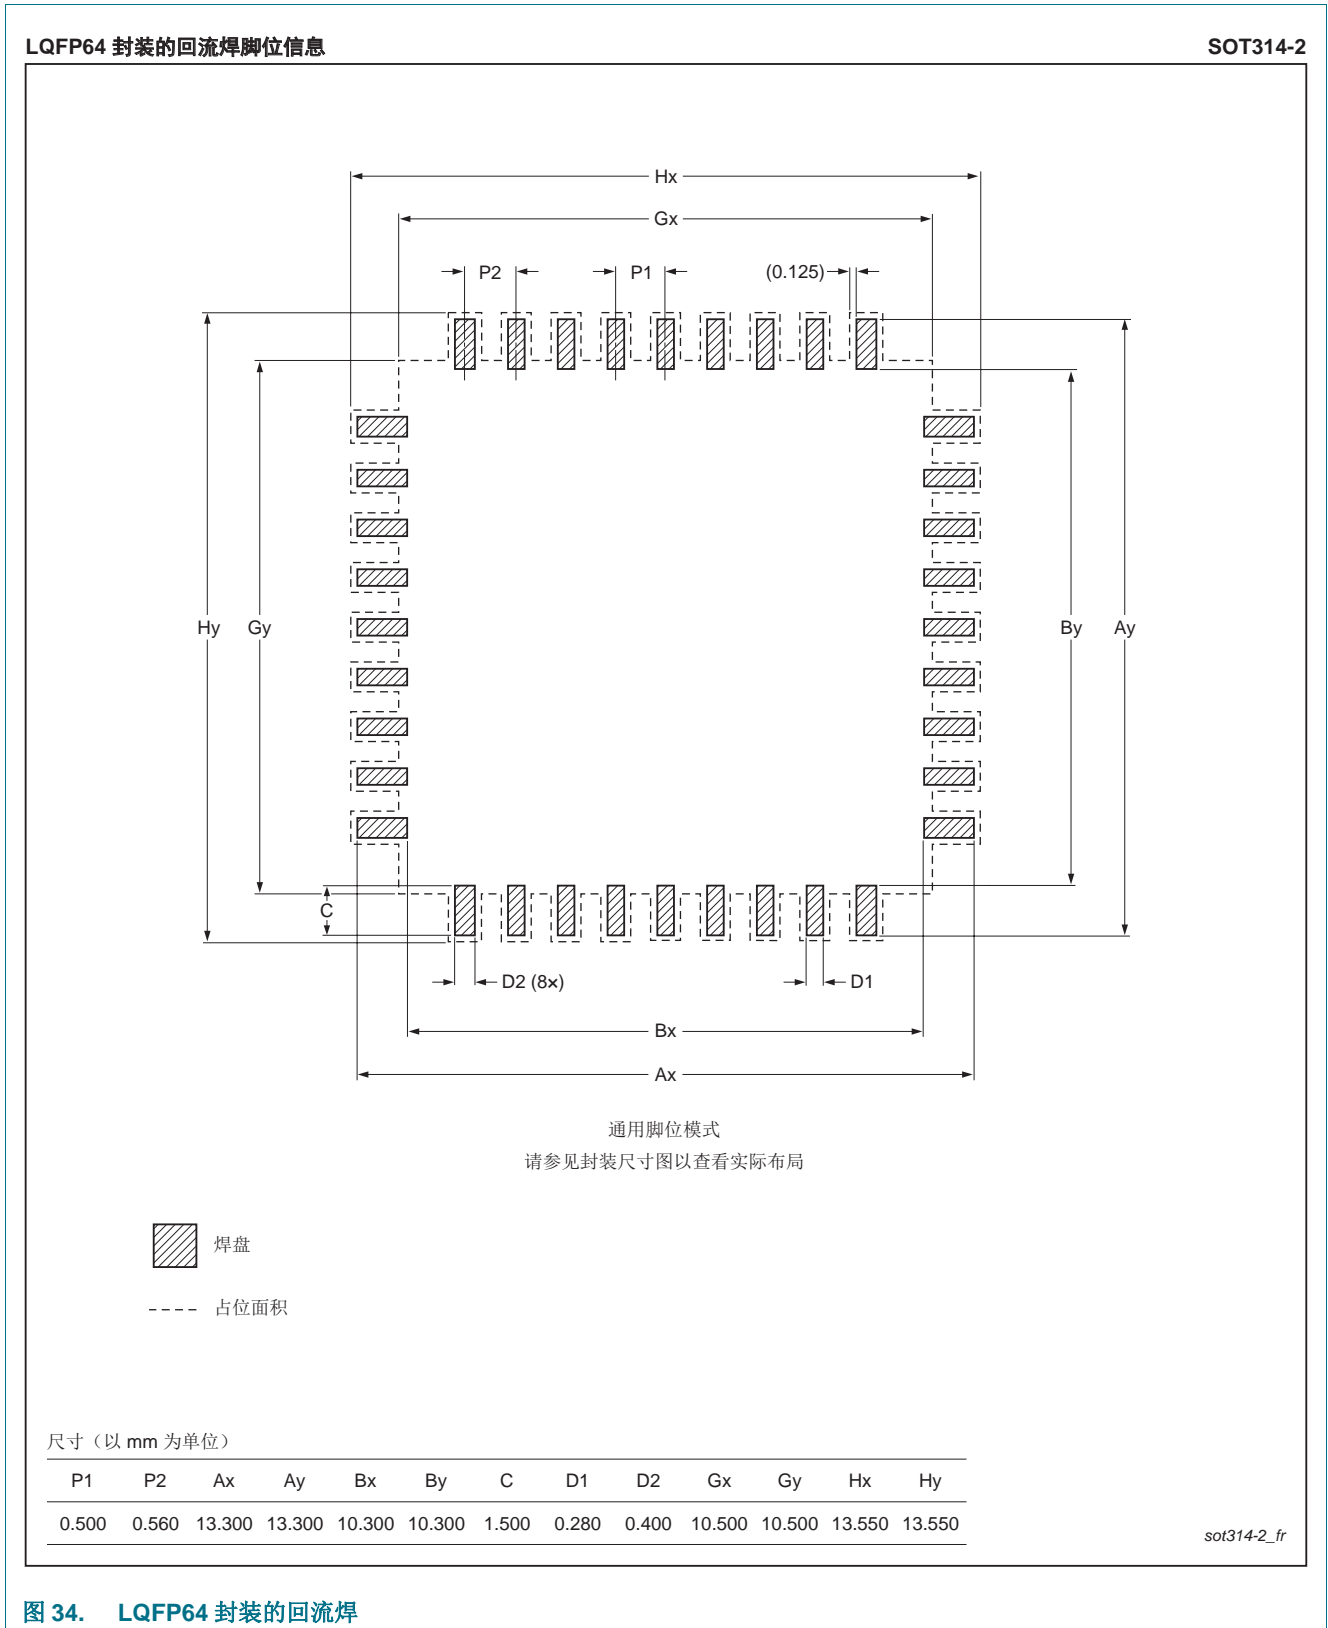 LQFP64 封装的回流焊脚位信息 SOT314-2
Hx
Gx
P2 P1 (0.125)
Hy Gy By Ay
C
D2 (8×) D1
Bx
Ax
通用脚位模式
请参见封装尺寸图以查看实际布局
焊盘
占位面积
尺寸（以 mm 为单位）
P1 P2 Ax Ay Bx By C D1 D2 Gx Gy Hx Hy
0.500 0.560 13.300 13.300 10.300 10.300 1.500 0.280 0.400 10.500 10.500 13.550 13.550
sot314-2_fr
图 34. LQFP64 封装的回流焊